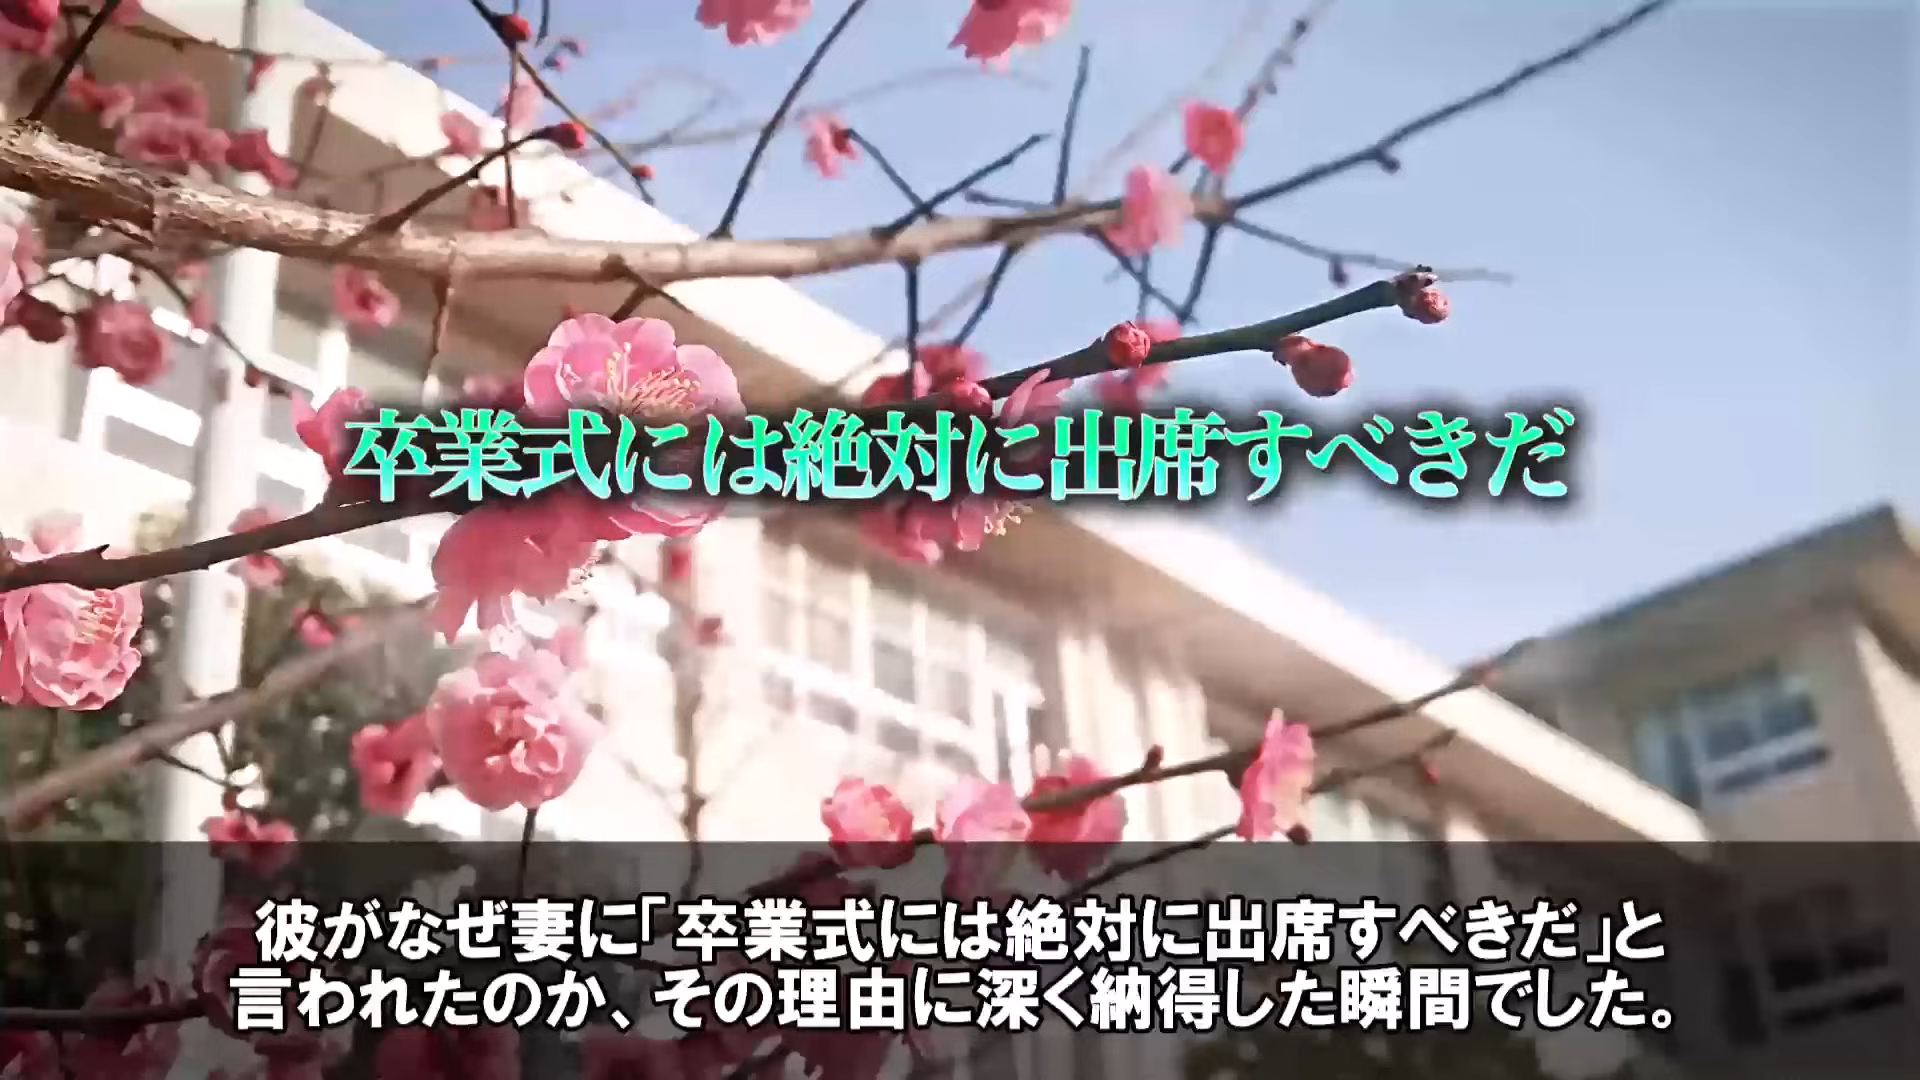 卒業式には絶対に出席すべきだ
彼がなぜ妻に「卒業式には絶対に出席すべきだ」と
言われたのか、その理由に深く納得した瞬間でした。